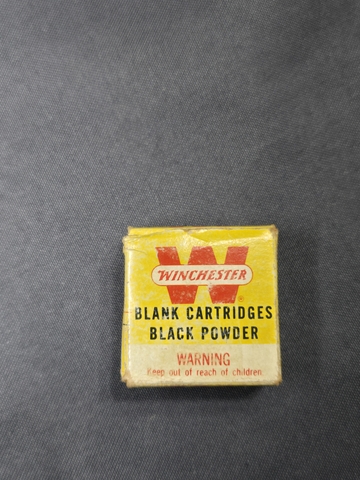 W
WINCHESTER
BLANK CARTRIDGES
BLACK POWDER
WARNING
Keep out of reach of children